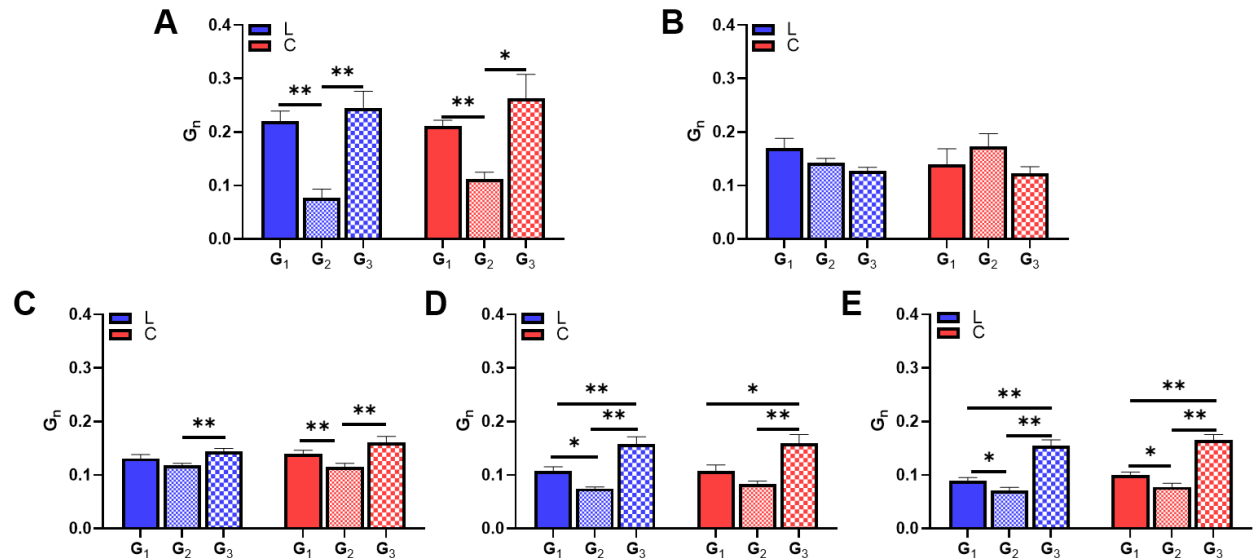 A
L
C
0.4
0.3
0.2
0.1
0.0
Gn
** ** ** *
G1 G2 G3 G1 G2 G3
B
L
C
0.4
0.3
0.2
0.1
0.0
Gn
G1 G2 G3 G1 G2 G3
C
L
C
0.4
0.3
0.2
0.1
0.0
Gn
** ** **
G1 G2 G3 G1 G2 G3
D
L
C
0.4
0.3
0.2
0.1
0.0
Gn
** *
** **
*
G1 G2 G3 G1 G2 G3
E
L
C
0.4
0.3
0.2
0.1
0.0
Gn
** **
** **
* *
G1 G2 G3 G1 G2 G3